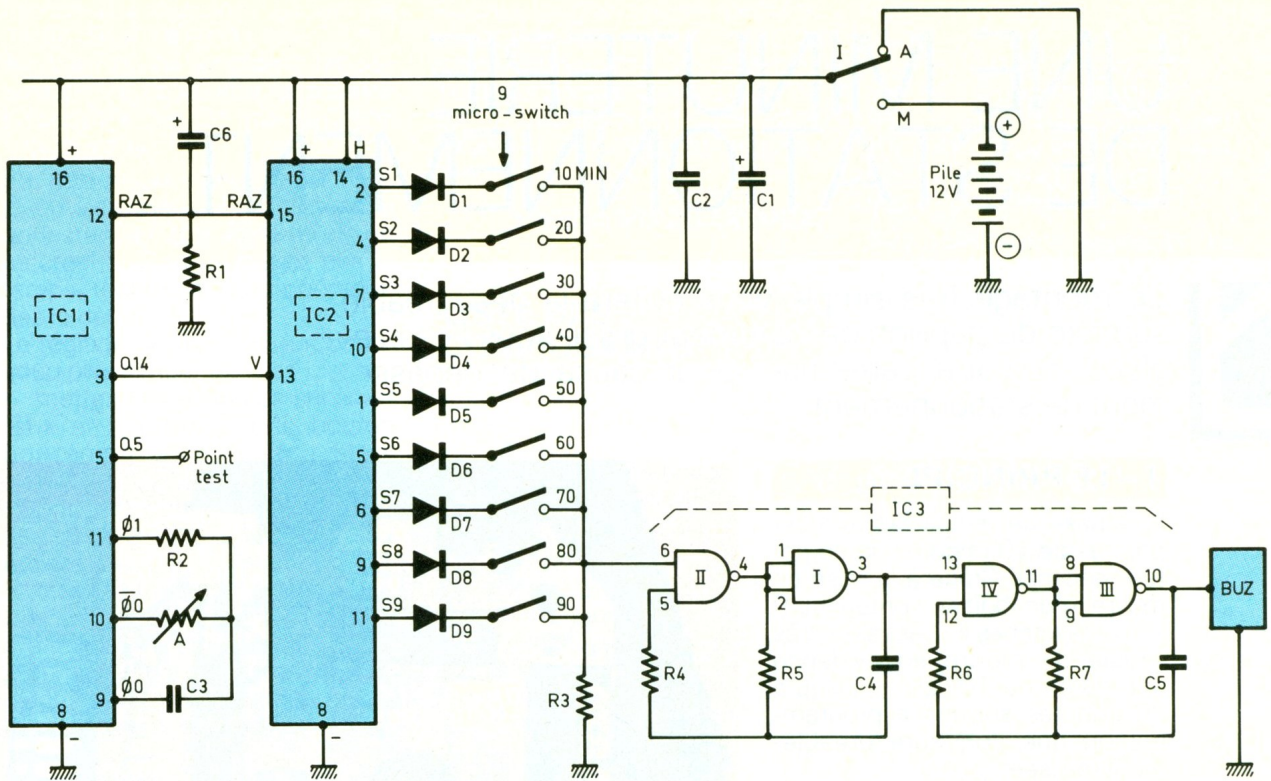 I
A
M
9
micro-switch
+
Pile
12V
-
+
16
+
C6
+
16
H
14
C2
+
C1
12
RAZ
RAZ
15
R1
IC1
IC2
3
Q14
V
13
5
Q5
Point
test
11
Ø1
R2
10
Ø0
A
9
Ø0
C3
8
-
8
-
2
S1
D1
10 MIN
4
S2
D2
20
7
S3
D3
30
10
S4
D4
40
1
S5
D5
50
5
S6
D6
60
6
S7
D7
70
9
S8
D8
80
11
S9
D9
90
R3
IC3
6
5
II
4
1
2
I
3
13
12
IV
11
8
9
III
10
BUZ
R4
R5
C4
R6
R7
C5